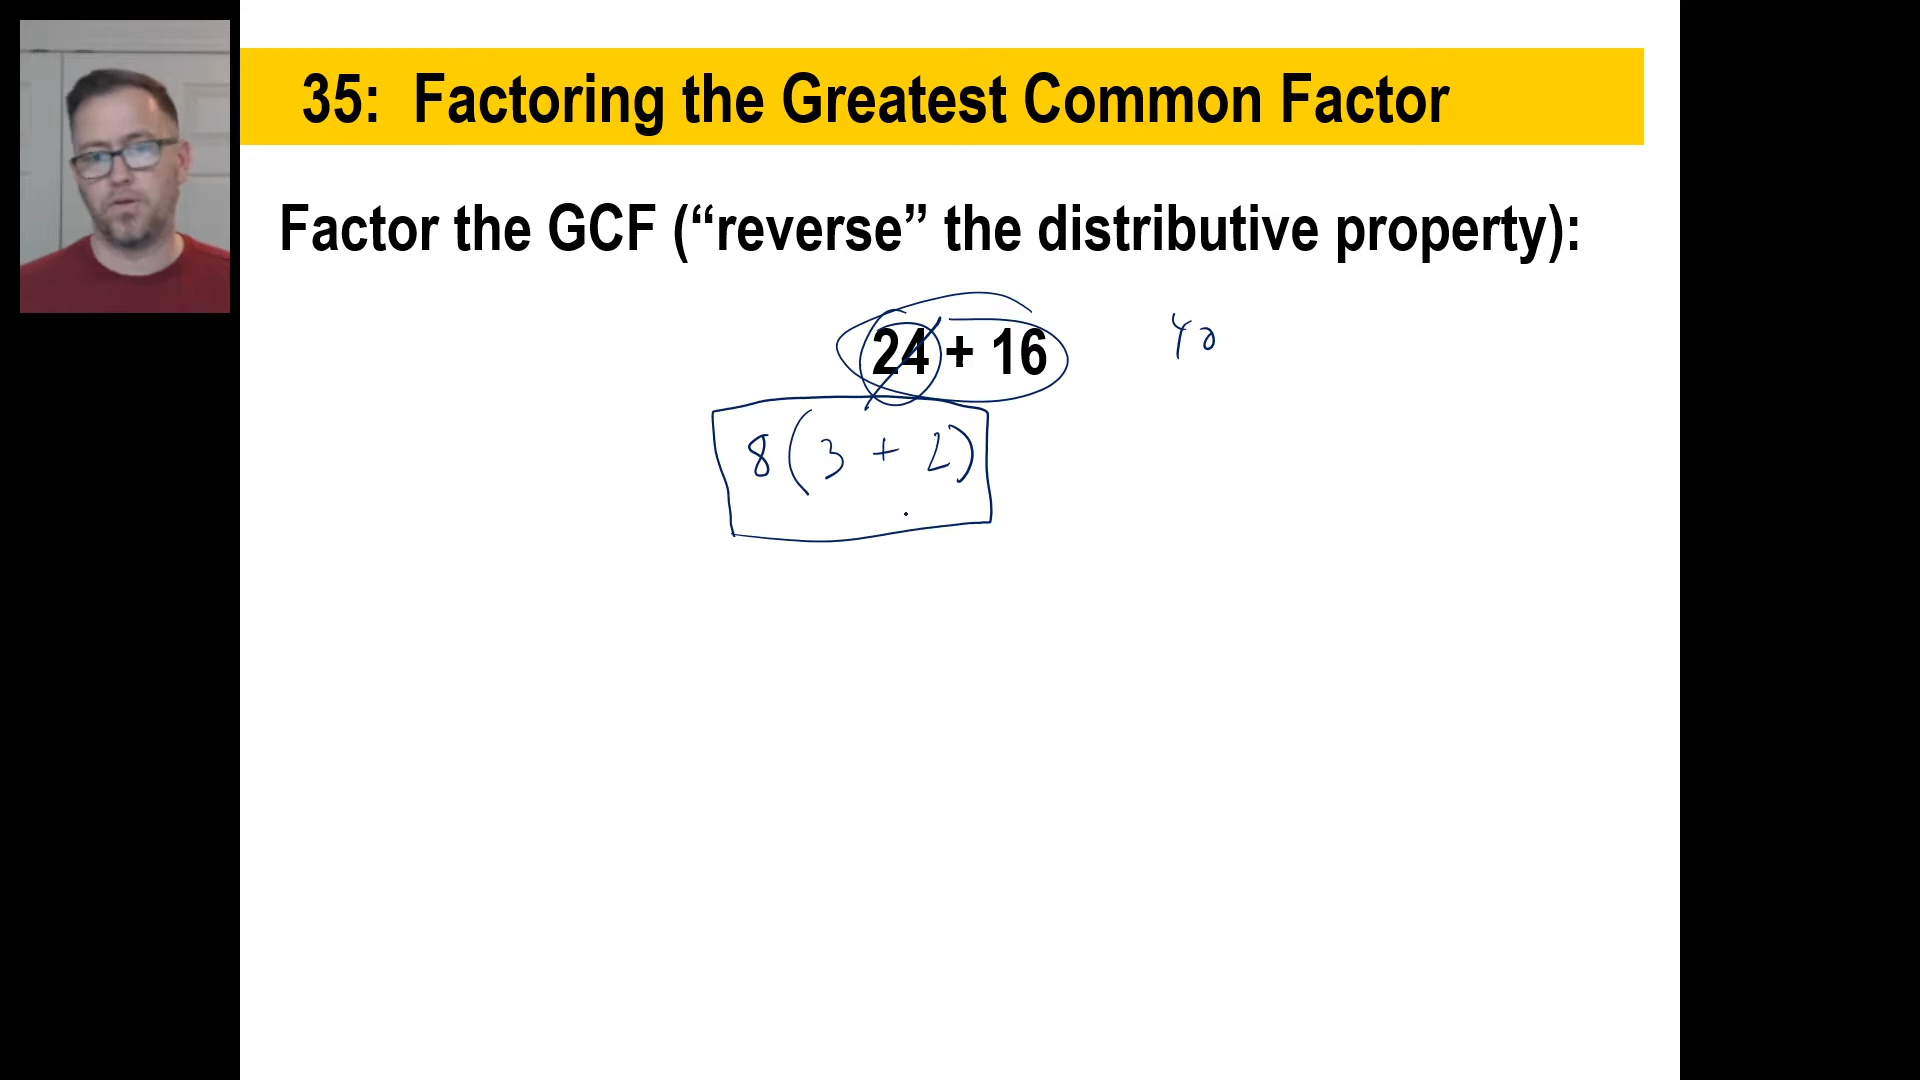 35: Factoring the Greatest Common Factor
Factor the GCF (“reverse” the distributive property):
24 + 16
40
8(3 + 2)